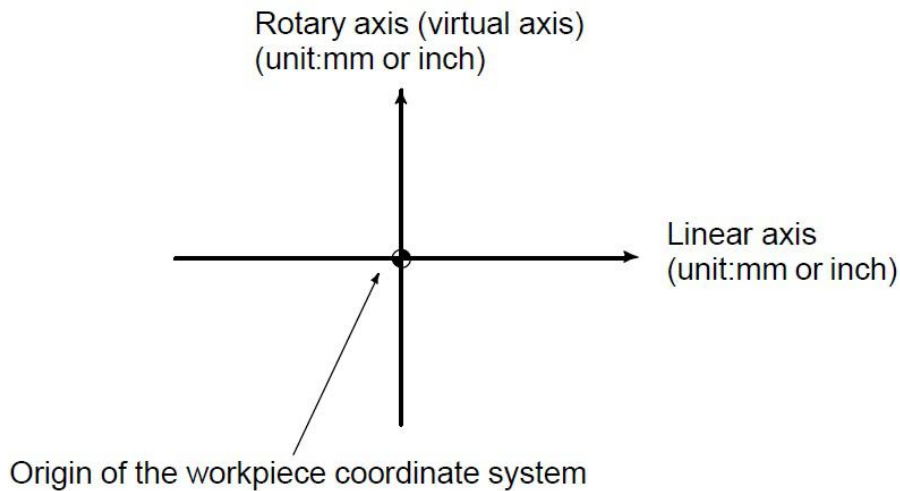 Rotary axis (virtual axis)
(unit:mm or inch)
Linear axis
(unit:mm or inch)
Origin of the workpiece coordinate system